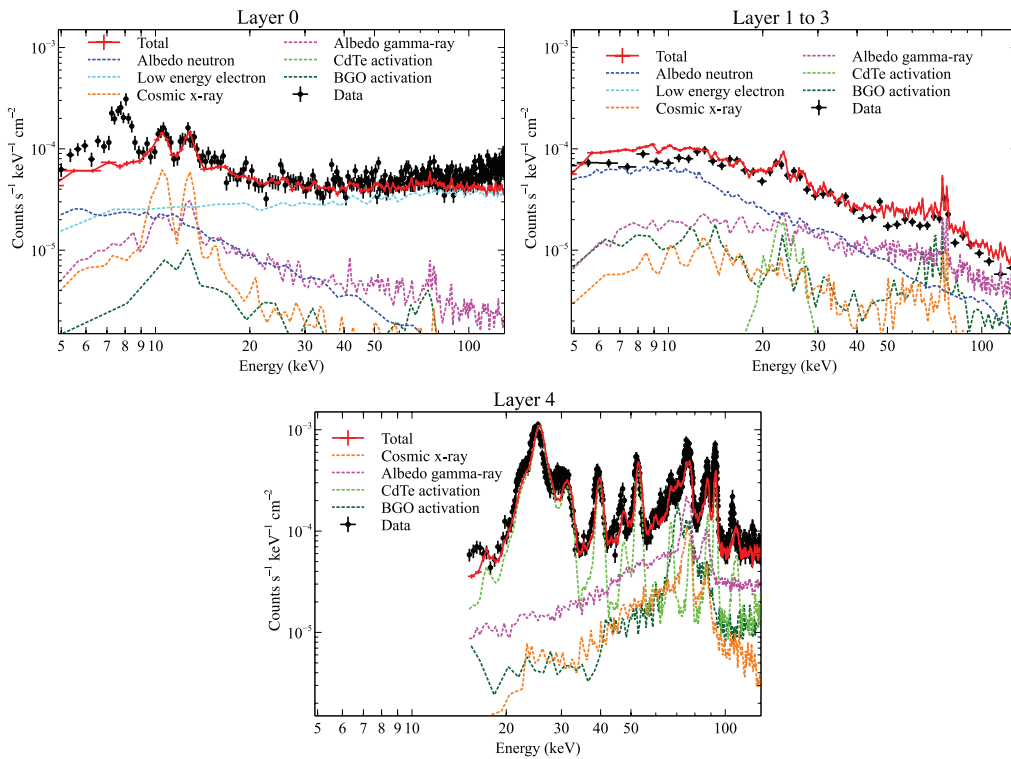 Layer 0
Total
Albedo neutron
Low energy electron
Cosmic x-ray
Albedo gamma-ray
CdTe activation
BGO activation
Data
10⁻³
10⁻⁴
10⁻⁵
Counts s⁻¹ keV⁻¹ cm⁻²
5 6 7 8 9 10 20 30 40 50 100
Energy (keV)
Layer 1 to 3
Total
Albedo neutron
Low energy electron
Cosmic x-ray
Albedo gamma-ray
CdTe activation
BGO activation
Data
10⁻³
10⁻⁴
10⁻⁵
Counts s⁻¹ keV⁻¹ cm⁻²
5 6 7 8 9 10 20 30 40 50 100
Energy (keV)
Layer 4
Total
Cosmic x-ray
Albedo gamma-ray
CdTe activation
BGO activation
Data
10⁻³
10⁻⁴
10⁻⁵
Counts s⁻¹ keV⁻¹ cm⁻²
5 6 7 8 9 10 20 30 40 50 100
Energy (keV)